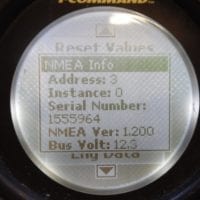 COMMAND
Reset Values
NMEA Info
Address: 3
Instance: 0
Serial Number:
1555964
NMEA Ver: 1.200
Bus Volt: 12.3
Eng Data